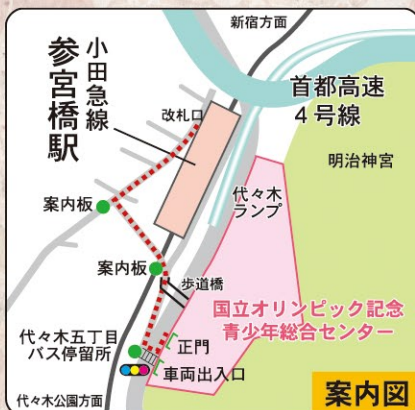 新宿方面
小田急線
参宮橋駅
改札口
首都高速
4号線
明治神宮
代々木
ランプ
案内板
案内板
歩道橋
国立オリンピック記念
青少年総合センター
代々木五丁目
バス停留所
正門
車両出入口
代々木公園方面
案内図